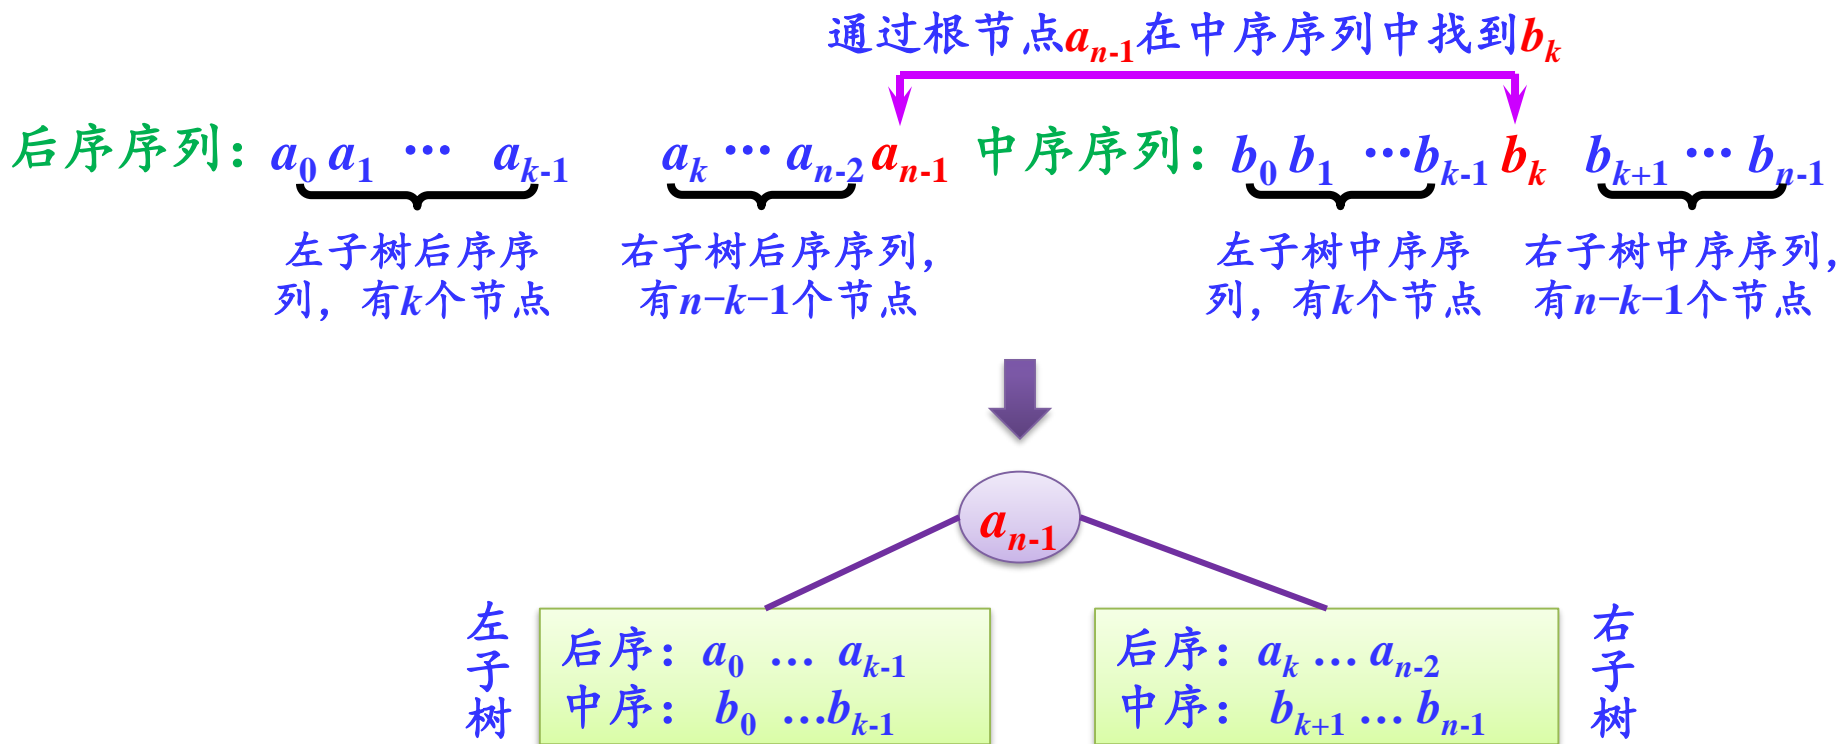 通过根节点aₙ₋₁在中序序列中找到bₖ
后序序列：a₀ a₁ … aₖ₋₁ aₖ … aₙ₋₂ aₙ₋₁ 中序序列：b₀ b₁ …bₖ₋₁ bₖ bₖ₊₁ … bₙ₋₁
左子树后序序
列，有k个节点
右子树后序序列，
有n−k−1个节点
左子树中序序
列，有k个节点
右子树中序序列，
有n−k−1个节点
aₙ₋₁
左子树
后序：a₀ … aₖ₋₁
中序： b₀ …bₖ₋₁
后序：aₖ … aₙ₋₂
中序： bₖ₊₁ … bₙ₋₁
右子树